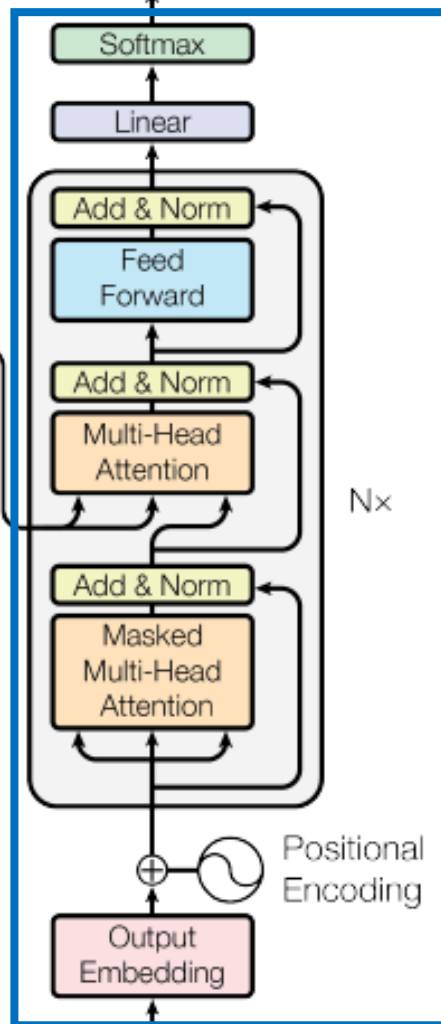 Softmax
Linear
Add & Norm
Feed
Forward
Add & Norm
Multi-Head
Attention
N×
Add & Norm
Masked
Multi-Head
Attention
Positional
Encoding
Output
Embedding